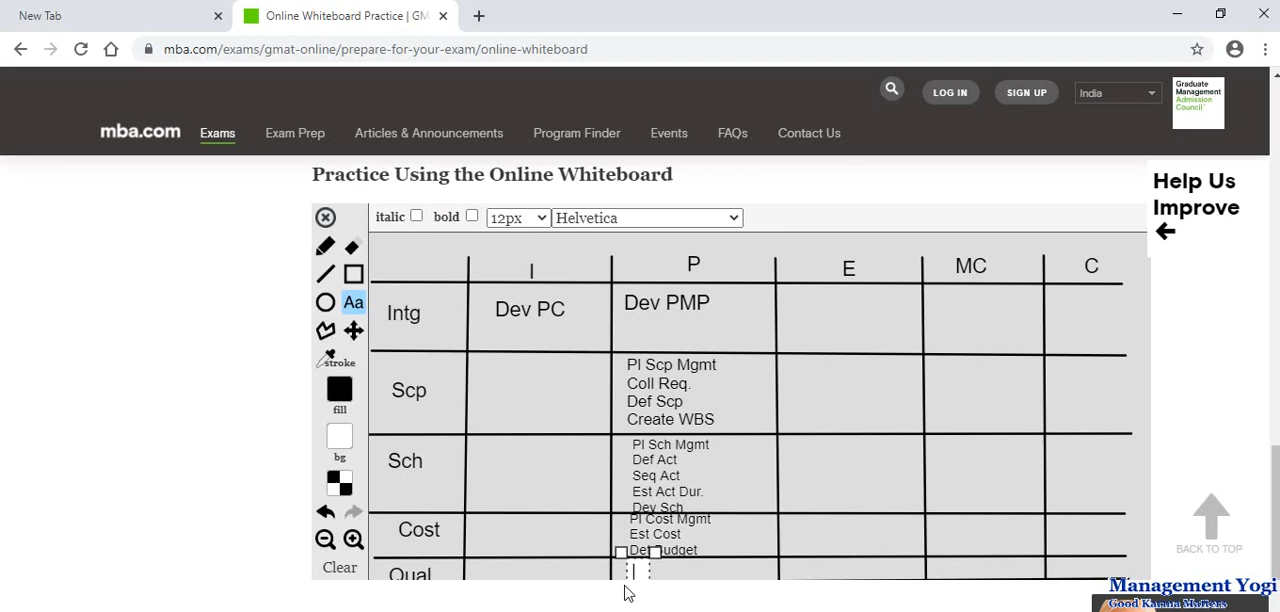 New Tab
Online Whiteboard Practice | GM
mba.com/exams/gmat-online/prepare-for-your-exam/online-whiteboard
LOG IN
SIGN UP
India
Graduate
Management
Admission
Council
mba.com
Exams
Exam Prep
Articles & Announcements
Program Finder
Events
FAQs
Contact Us
Practice Using the Online Whiteboard
Help Us
Improve
italic
bold
12px
Helvetica
Aa
stroke
fill
bg
Clear
I
P
E
MC
C
Intg
Dev PC
Dev PMP
Scp
Pl Scp Mgmt
Coll Req.
Def Scp
Create WBS
Sch
Pl Sch Mgmt
Def Act
Seq Act
Est Act Dur.
Dev Sch
Cost
Pl Cost Mgmt
Est Cost
Det Budget
Qual
BACK TO TOP
Management Yogi
Good Karma Matters